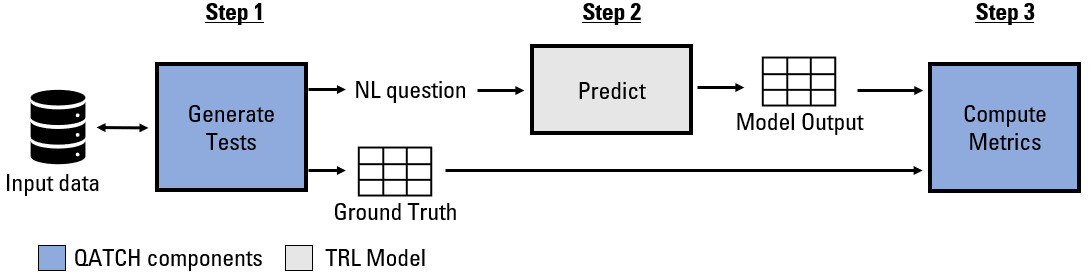 Step 1
Step 2
Step 3
Generate
Tests
NL question
Predict
Model Output
Compute
Metrics
Input data
Ground Truth
QATCH components
TRL Model